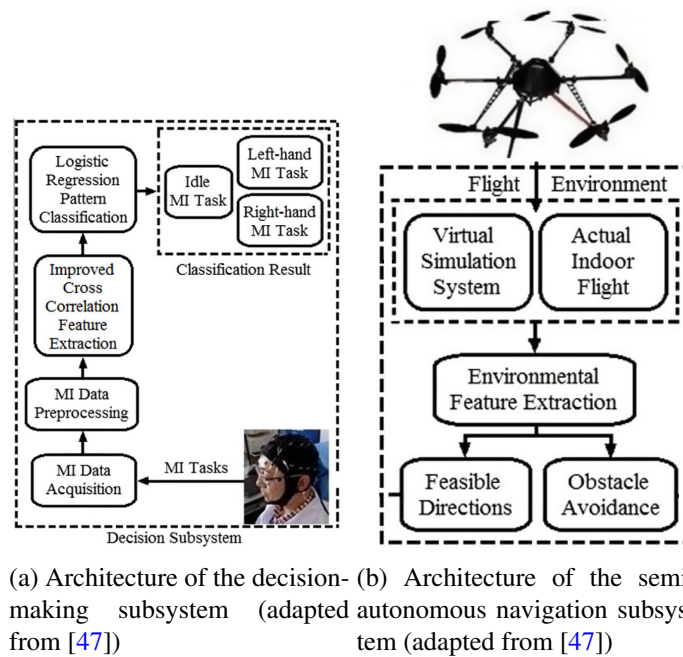 Logistic
Regression
Pattern
Classification
Idle
MI Task
Left-hand
MI Task
Right-hand
MI Task
Classification Result
Improved
Cross
Correlation
Feature
Extraction
MI Data
Preprocessing
MI Data
Acquisition
MI Tasks
Decision Subsystem
(a) Architecture of the decision-
making subsystem (adapted
from [47])
Flight Environment
Virtual
Simulation
System
Actual
Indoor
Flight
Environmental
Feature Extraction
Feasible
Directions
Obstacle
Avoidance
(b) Architecture of the semi
autonomous navigation subsys
tem (adapted from [47])